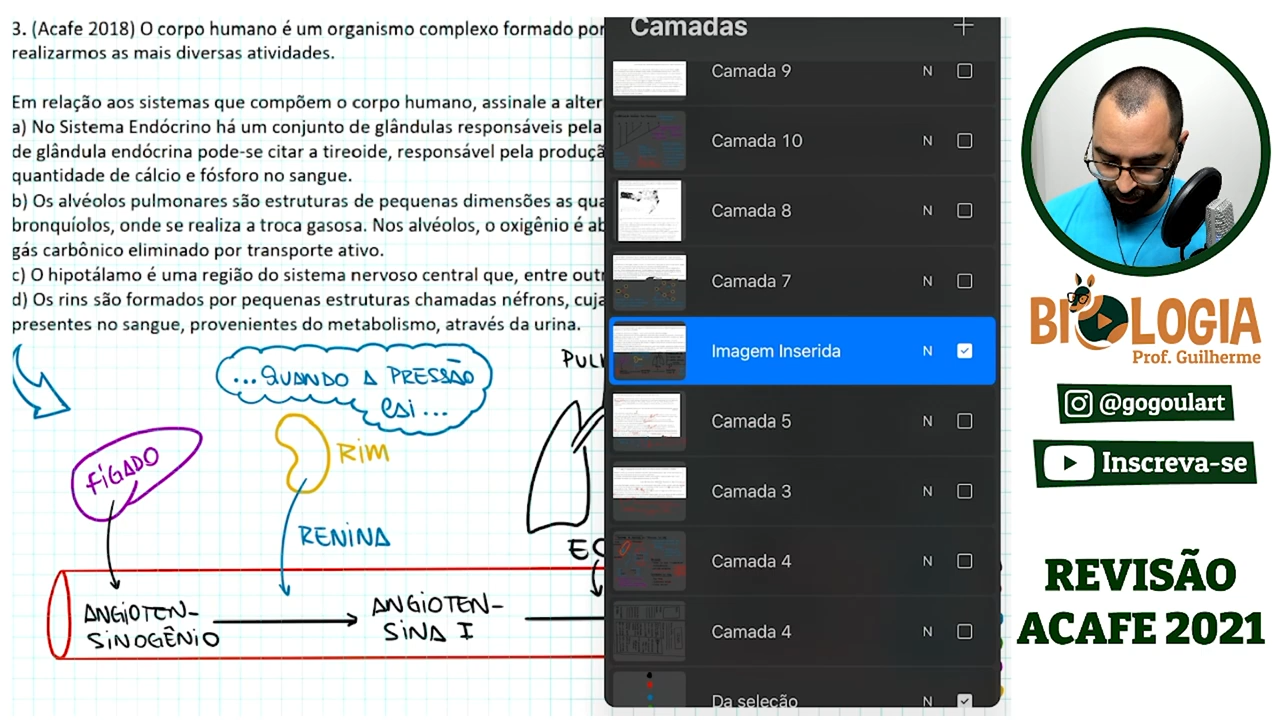 3. (Acafe 2018) O corpo humano é um organismo complexo formado por
realizarmos as mais diversas atividades.
Em relação aos sistemas que compõem o corpo humano, assinale a alter
a) No Sistema Endócrino há um conjunto de glândulas responsáveis pela
de glândula endócrina pode-se citar a tireoide, responsável pela produçã
quantidade de cálcio e fósforo no sangue.
b) Os alvéolos pulmonares são estruturas de pequenas dimensões as qua
bronquíolos, onde se realiza a troca gasosa. Nos alvéolos, o oxigênio é ab
gás carbônico eliminado por transporte ativo.
c) O hipotálamo é uma região do sistema nervoso central que, entre outr
d) Os rins são formados por pequenas estruturas chamadas néfrons, cuja
presentes no sangue, provenientes do metabolismo, através da urina.
...QUANDO A PRESSÃO
cai...
PUL
FÍGADO
RIM
RENINA
EC
ANGIOTEN-
SINOGÊNIO
ANGIOTEN-
SINA I
Camadas
Camada 9 N
Camada 10 N
Camada 8 N
Camada 7 N
Imagem Inserida N
Camada 5 N
Camada 3 N
Camada 4 N
Camada 4 N
Da seleção N
BIOLOGIA
Prof. Guilherme
@gogoulart
Inscreva-se
REVISÃO
ACAFE 2021